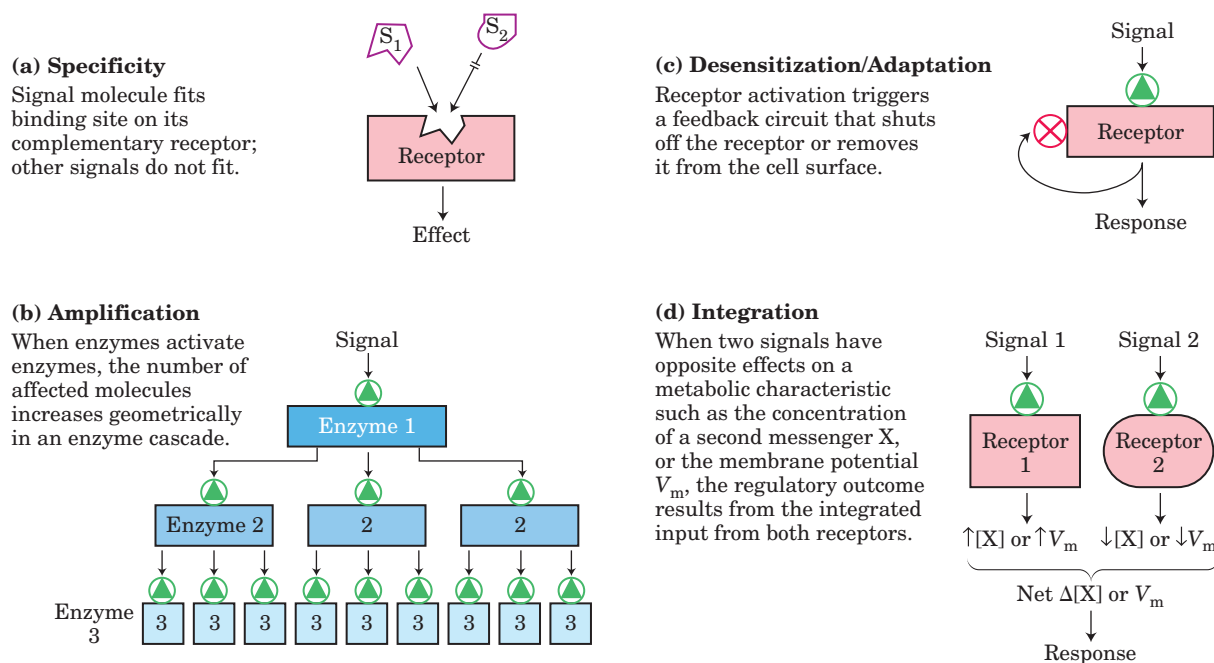 (a) Specificity
Signal molecule fits
binding site on its
complementary receptor;
other signals do not fit.
S1
S2
Receptor
Effect
(b) Amplification
When enzymes activate
enzymes, the number of
affected molecules
increases geometrically
in an enzyme cascade.
Signal
Enzyme 1
Enzyme 2
2
2
Enzyme
3
3 3 3 3 3 3 3 3 3
(c) Desensitization/Adaptation
Receptor activation triggers
a feedback circuit that shuts
off the receptor or removes
it from the cell surface.
Signal
Receptor
Response
(d) Integration
When two signals have
opposite effects on a
metabolic characteristic
such as the concentration
of a second messenger X,
or the membrane potential
Vm, the regulatory outcome
results from the integrated
input from both receptors.
Signal 1
Signal 2
Receptor
1
Receptor
2
↑[X] or ↑Vm
↓[X] or ↓Vm
Net Δ[X] or Vm
Response